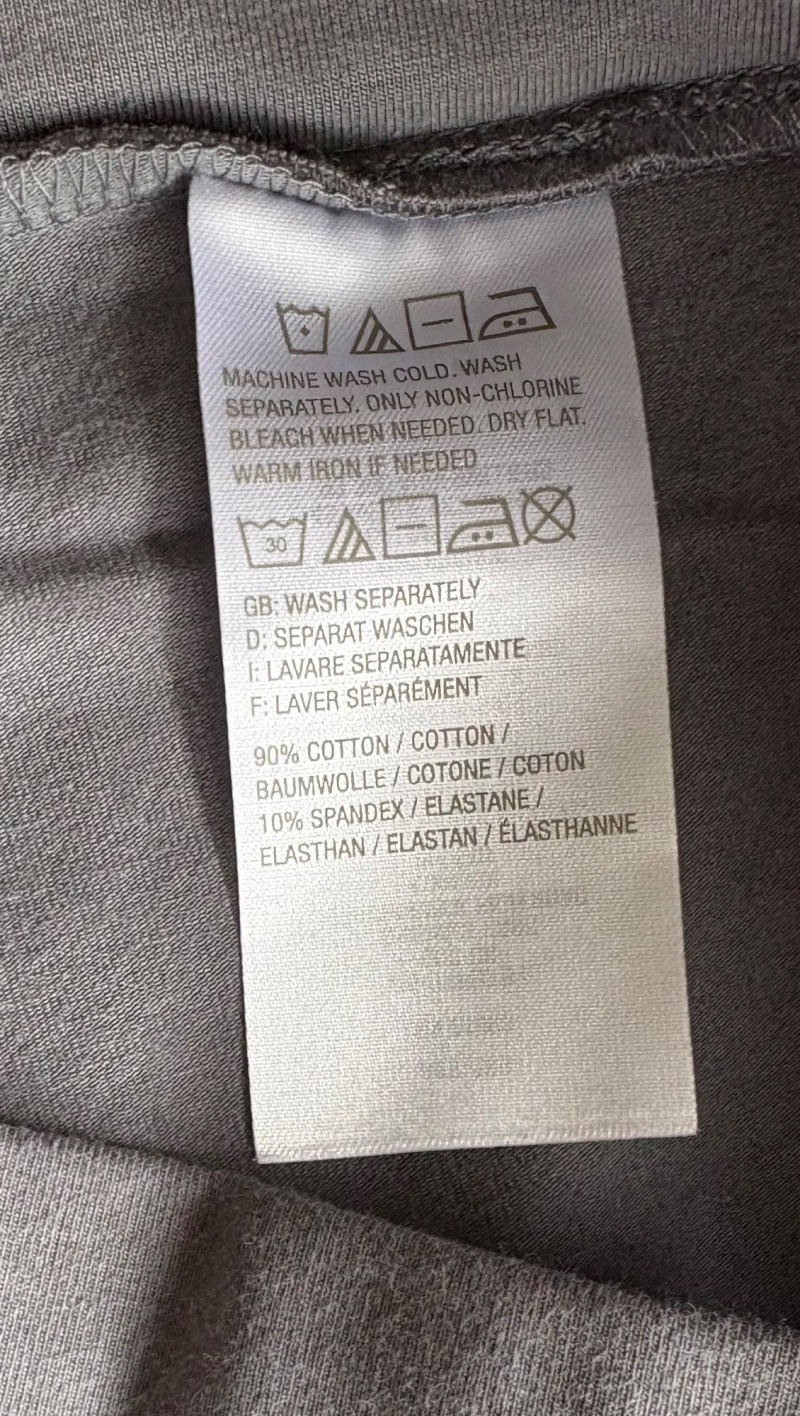 MACHINE WASH COLD. WASH
SEPARATELY. ONLY NON-CHLORINE
BLEACH WHEN NEEDED. DRY FLAT.
WARM IRON IF NEEDED
30
GB: WASH SEPARATELY
D: SEPARAT WASCHEN
I: LAVARE SEPARATAMENTE
F: LAVER SÉPARÉMENT
90% COTTON / COTTON /
BAUMWOLLE / COTONE / COTON
10% SPANDEX / ELASTANE /
ELASTHAN / ELASTAN / ÉLASTHANNE